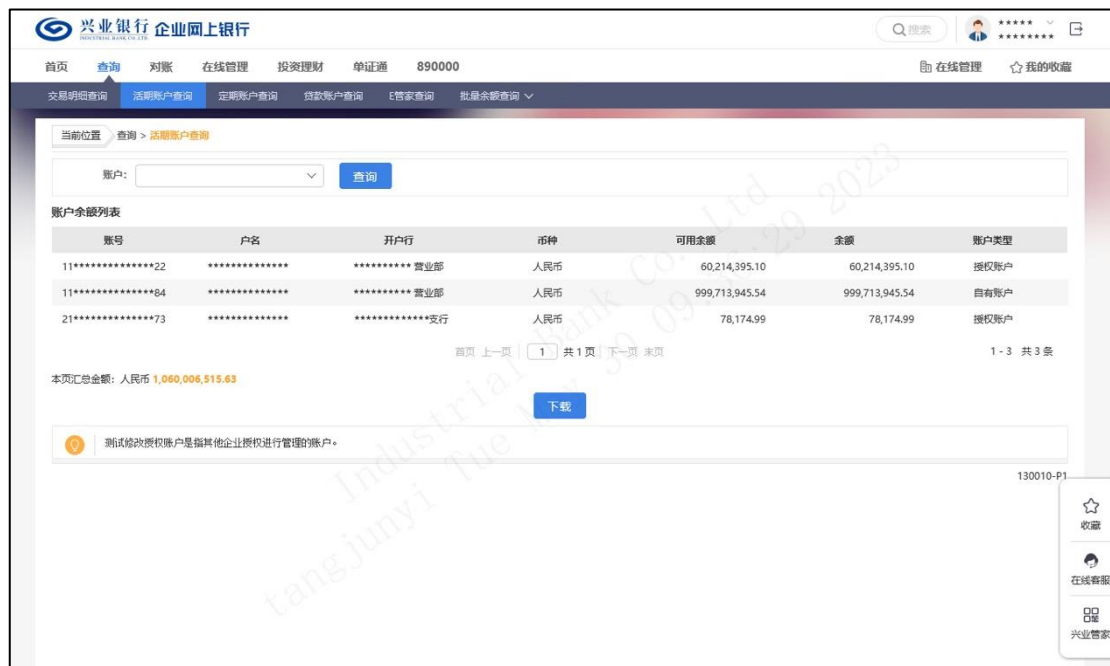 兴业银行 企业网上银行
INDUSTRIAL BANK CO.,LTD.
搜索
*****
********
首页 查询 对账 在线管理 投资理财 单证通 890000 在线管理 我的收藏
交易明细查询 活期账户查询 定期账户查询 贷款账户查询 E管家查询 批量余额查询
当前位置 查询 > 活期账户查询
账户: 查询
账户余额列表
账号 户名 开户行 币种 可用余额 余额 账户类型
11**************22 ************** ********** 营业部 人民币 60,214,395.10 60,214,395.10 授权账户
11**************84 ************** ********** 营业部 人民币 999,713,945.54 999,713,945.54 自有账户
21**************73 ************** *************支行 人民币 78,174.99 78,174.99 授权账户
首页 上一页 1 共1页 下一页 末页 1-3 共3条
本页汇总金额: 人民币 1,060,006,515.63
下载
测试修改授权账户是指其他企业授权进行管理的账户。
130010-P1
收藏
在线客服
兴业管家
Industrial Bank Co.,Ltd